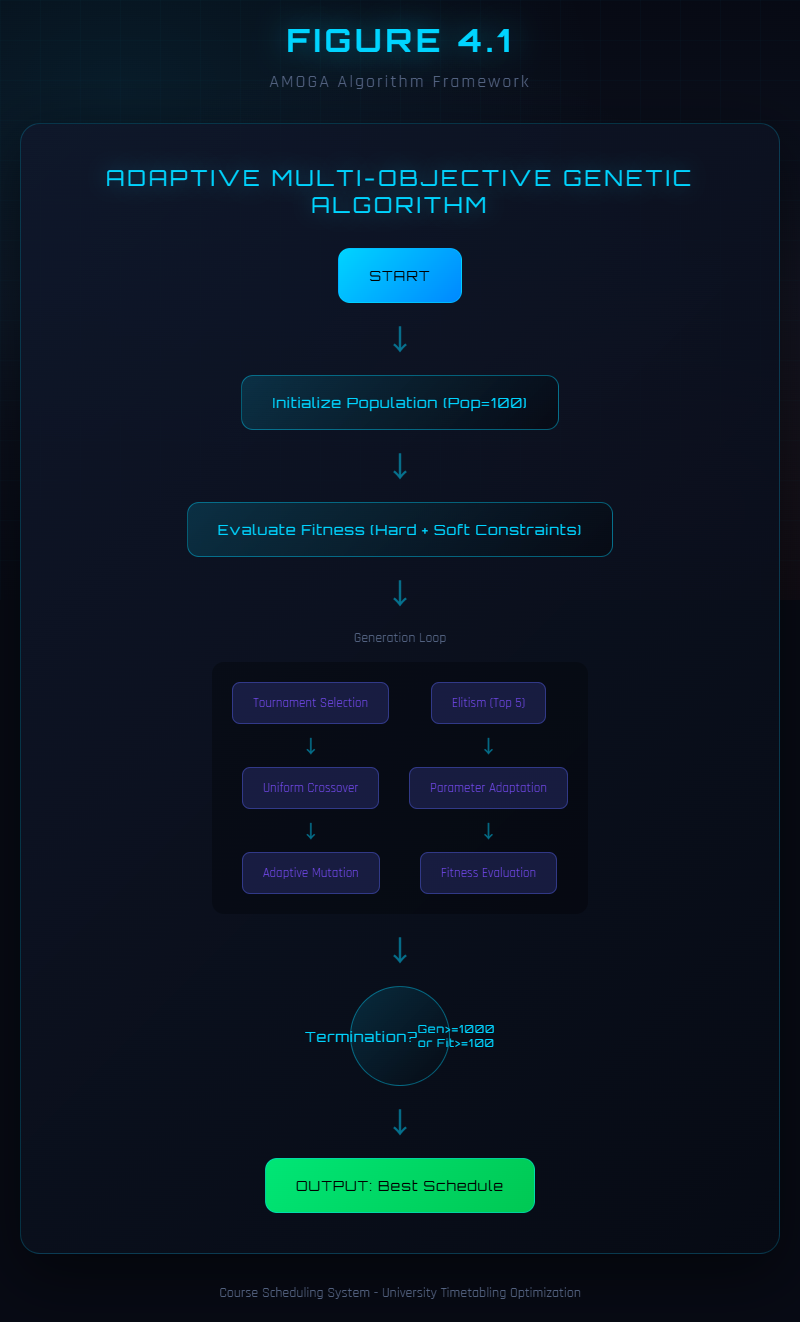 FIGURE 4.1
AMOGA Algorithm Framework
ADAPTIVE MULTI-OBJECTIVE GENETIC
ALGORITHM
START
↓
Initialize Population (Pop=100)
↓
Evaluate Fitness (Hard + Soft Constraints)
↓
Generation Loop
Tournament Selection
↓
Uniform Crossover
↓
Adaptive Mutation
Elitism (Top 5)
↓
Parameter Adaptation
↓
Fitness Evaluation
↓
Termination?
Gen>=1000
or Fit>=100
↓
OUTPUT: Best Schedule
Course Scheduling System - University Timetabling Optimization